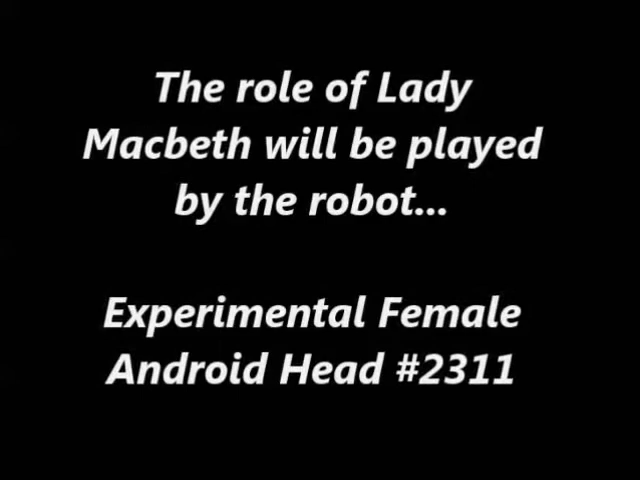 The role of Lady
Macbeth will be played
by the robot...
Experimental Female
Android Head #2311